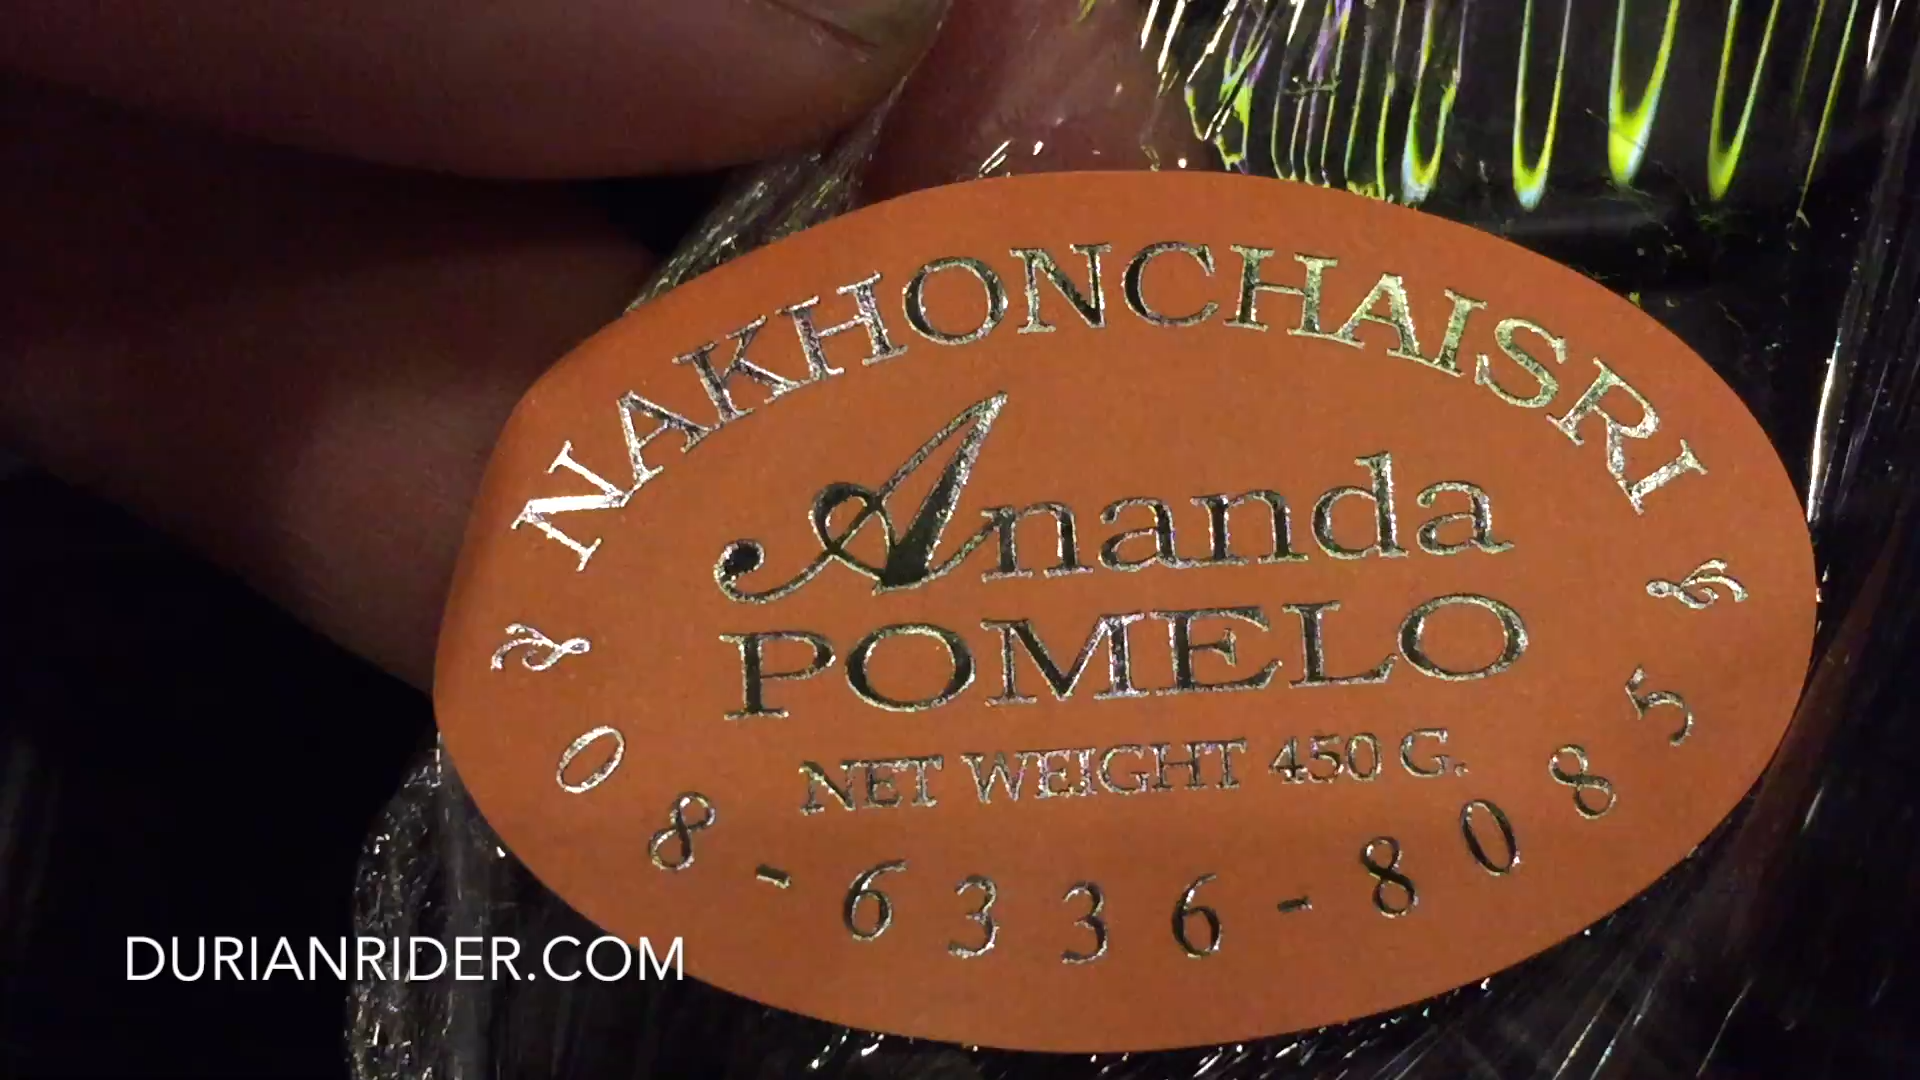 NAKHONCHAISRI
Ananda
POMELO
NET WEIGHT 450 G.
08-6336-8085
DURIANRIDER.COM